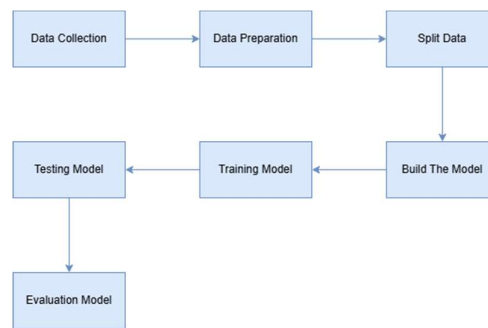 Data Collection
Data Preparation
Split Data
Build The Model
Training Model
Testing Model
Evaluation Model